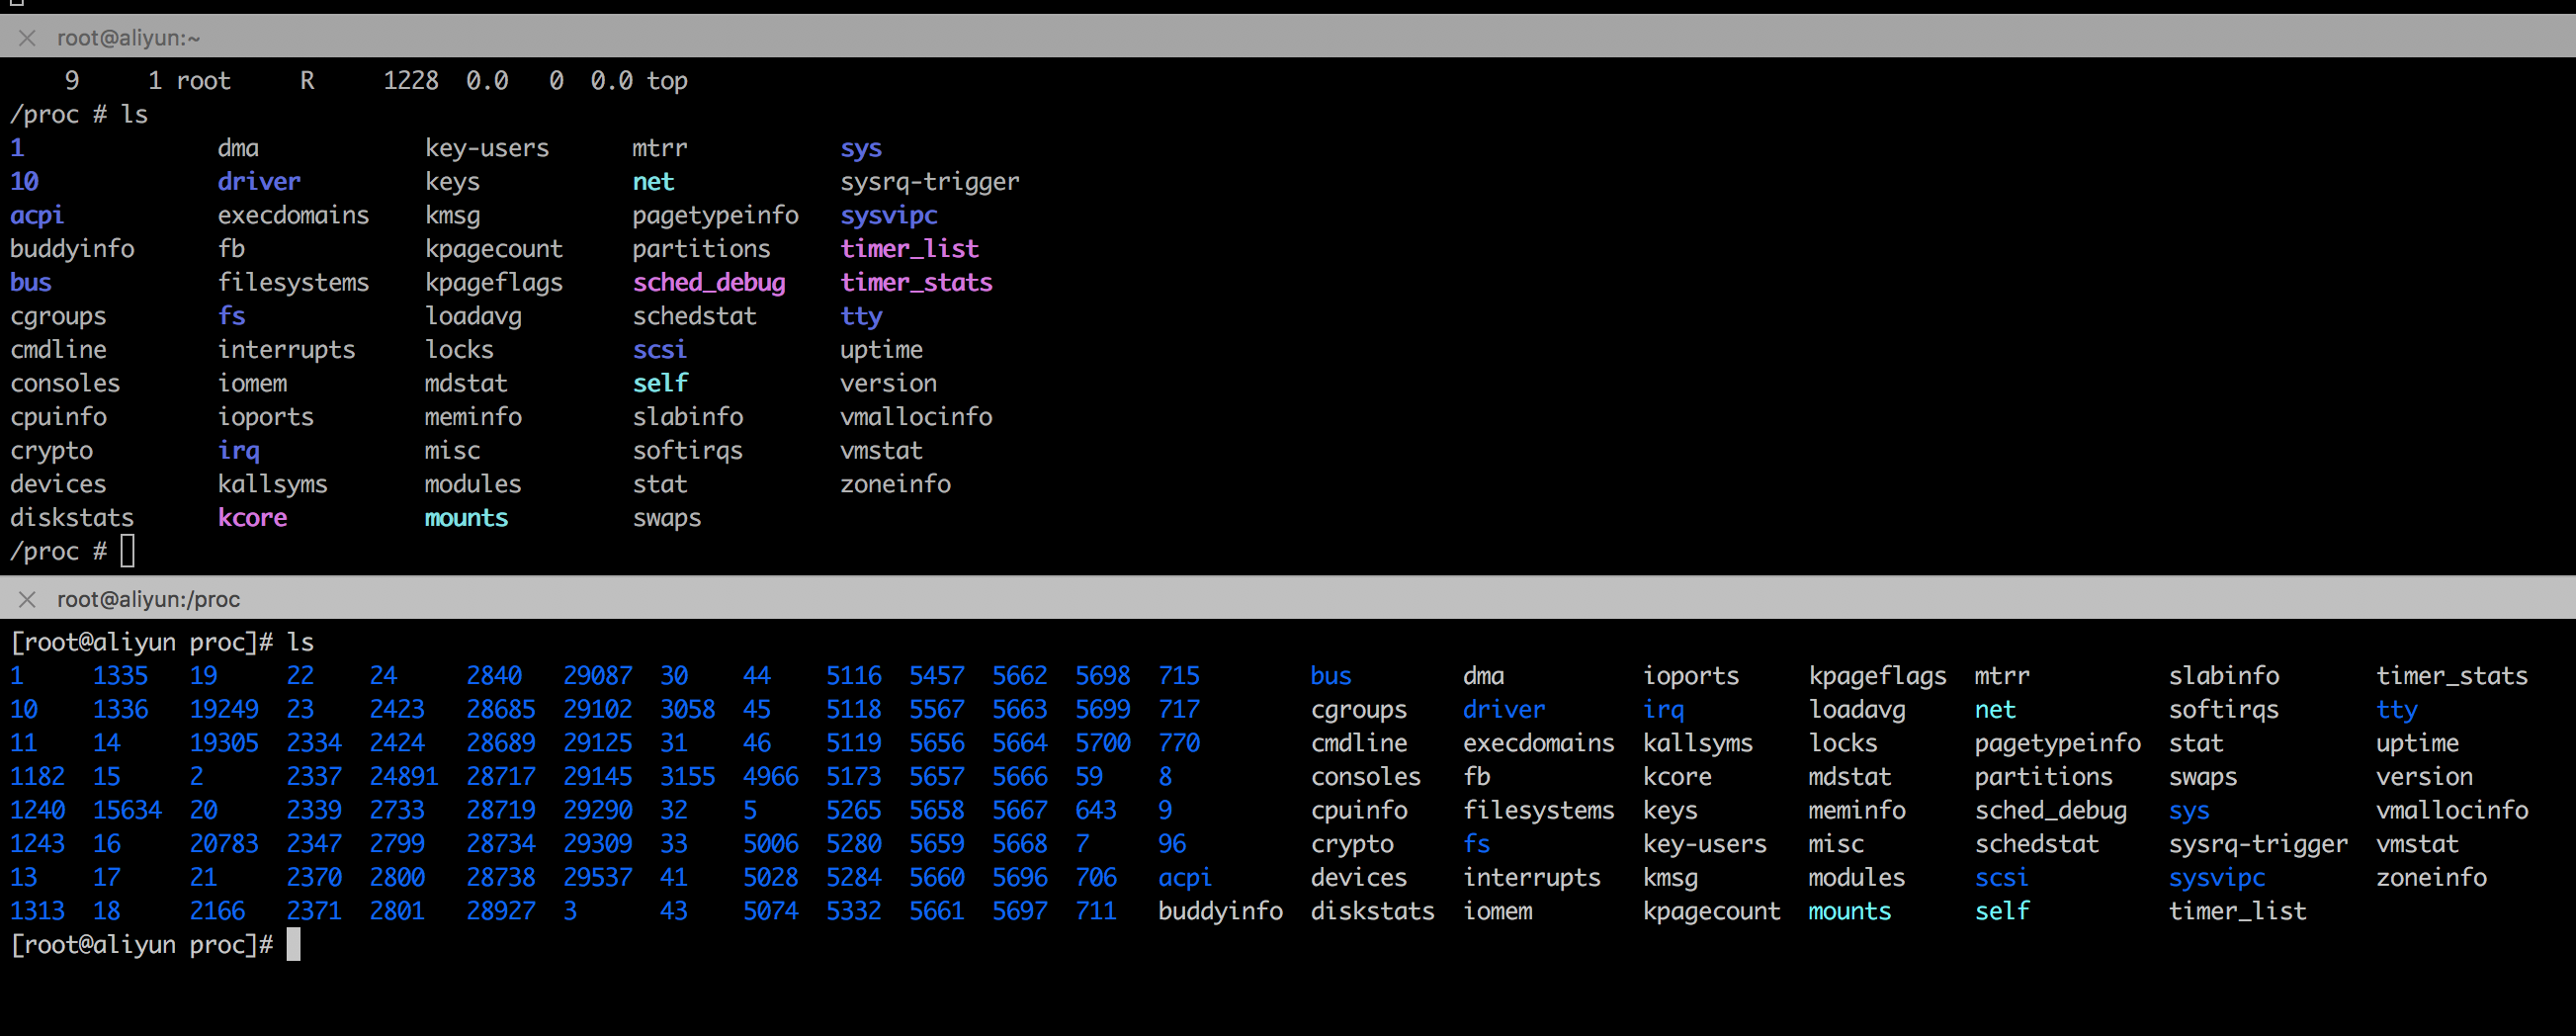 root@aliyun:~
9 1 root R 1228 0.0 0 0.0 top
/proc # ls
1 dma key-users mtrr sys
10 driver keys net sysrq-trigger
acpi execdomains kmsg pagetypeinfo sysvipc
buddyinfo fb kpagecount partitions timer_list
bus filesystems kpageflags sched_debug timer_stats
cgroups fs loadavg schedstat tty
cmdline interrupts locks scsi uptime
consoles iomem mdstat self version
cpuinfo ioports meminfo slabinfo vmallocinfo
crypto irq misc softirqs vmstat
devices kallsyms modules stat zoneinfo
diskstats kcore mounts swaps
/proc #
root@aliyun:/proc
[root@aliyun proc]# ls
1 1335 19 22 24 2840 29087 30 44 5116 5457 5662 5698 715 bus dma ioports kpageflags mtrr slabinfo timer_stats
10 1336 19249 23 2423 28685 29102 3058 45 5118 5567 5663 5699 717 cgroups driver irq loadavg net softirqs tty
11 14 19305 2334 2424 28689 29125 31 46 5119 5656 5664 5700 770 cmdline execdomains kallsyms locks pagetypeinfo stat uptime
1182 15 2 2337 24891 28717 29145 3155 4966 5173 5657 5666 59 8 consoles fb kcore mdstat partitions swaps version
1240 15634 20 2339 2733 28719 29290 32 5 5265 5658 5667 643 9 cpuinfo filesystems keys meminfo sched_debug sys vmallocinfo
1243 16 20783 2347 2799 28734 29309 33 5006 5280 5659 5668 7 96 crypto fs key-users misc schedstat sysrq-trigger vmstat
13 17 21 2370 2800 28738 29537 41 5028 5284 5660 5696 706 acpi devices interrupts kmsg modules scsi sysvipc zoneinfo
1313 18 2166 2371 2801 28927 3 43 5074 5332 5661 5697 711 buddyinfo diskstats iomem kpagecount mounts self timer_list
[root@aliyun proc]#